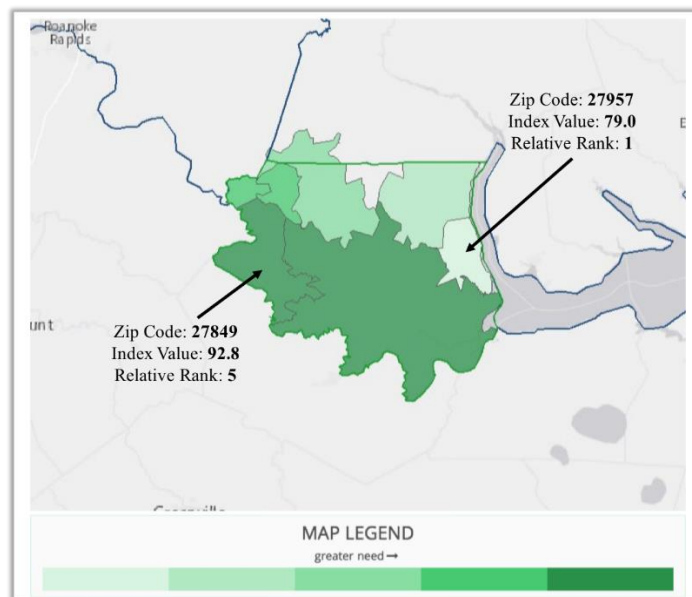 Roanoke
Rapids
Zip Code: 27957
Index Value: 79.0
Relative Rank: 1
E
unt
Zip Code: 27849
Index Value: 92.8
Relative Rank: 5
Greenville
MAP LEGEND
greater need→